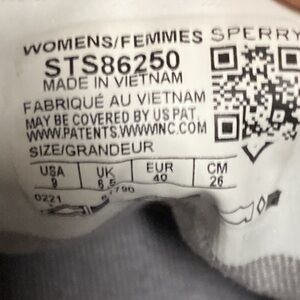 WOMENS/FEMMES SPERRY
STS86250
MADE IN VIETNAM
FABRIQUÉ AU VIETNAM
MAY BE COVERED BY US PAT.
WWW.PATENTS.WWWINC.COM
SIZE/GRANDEUR
USA UK EUR CM
9 6.5 40 26
0221